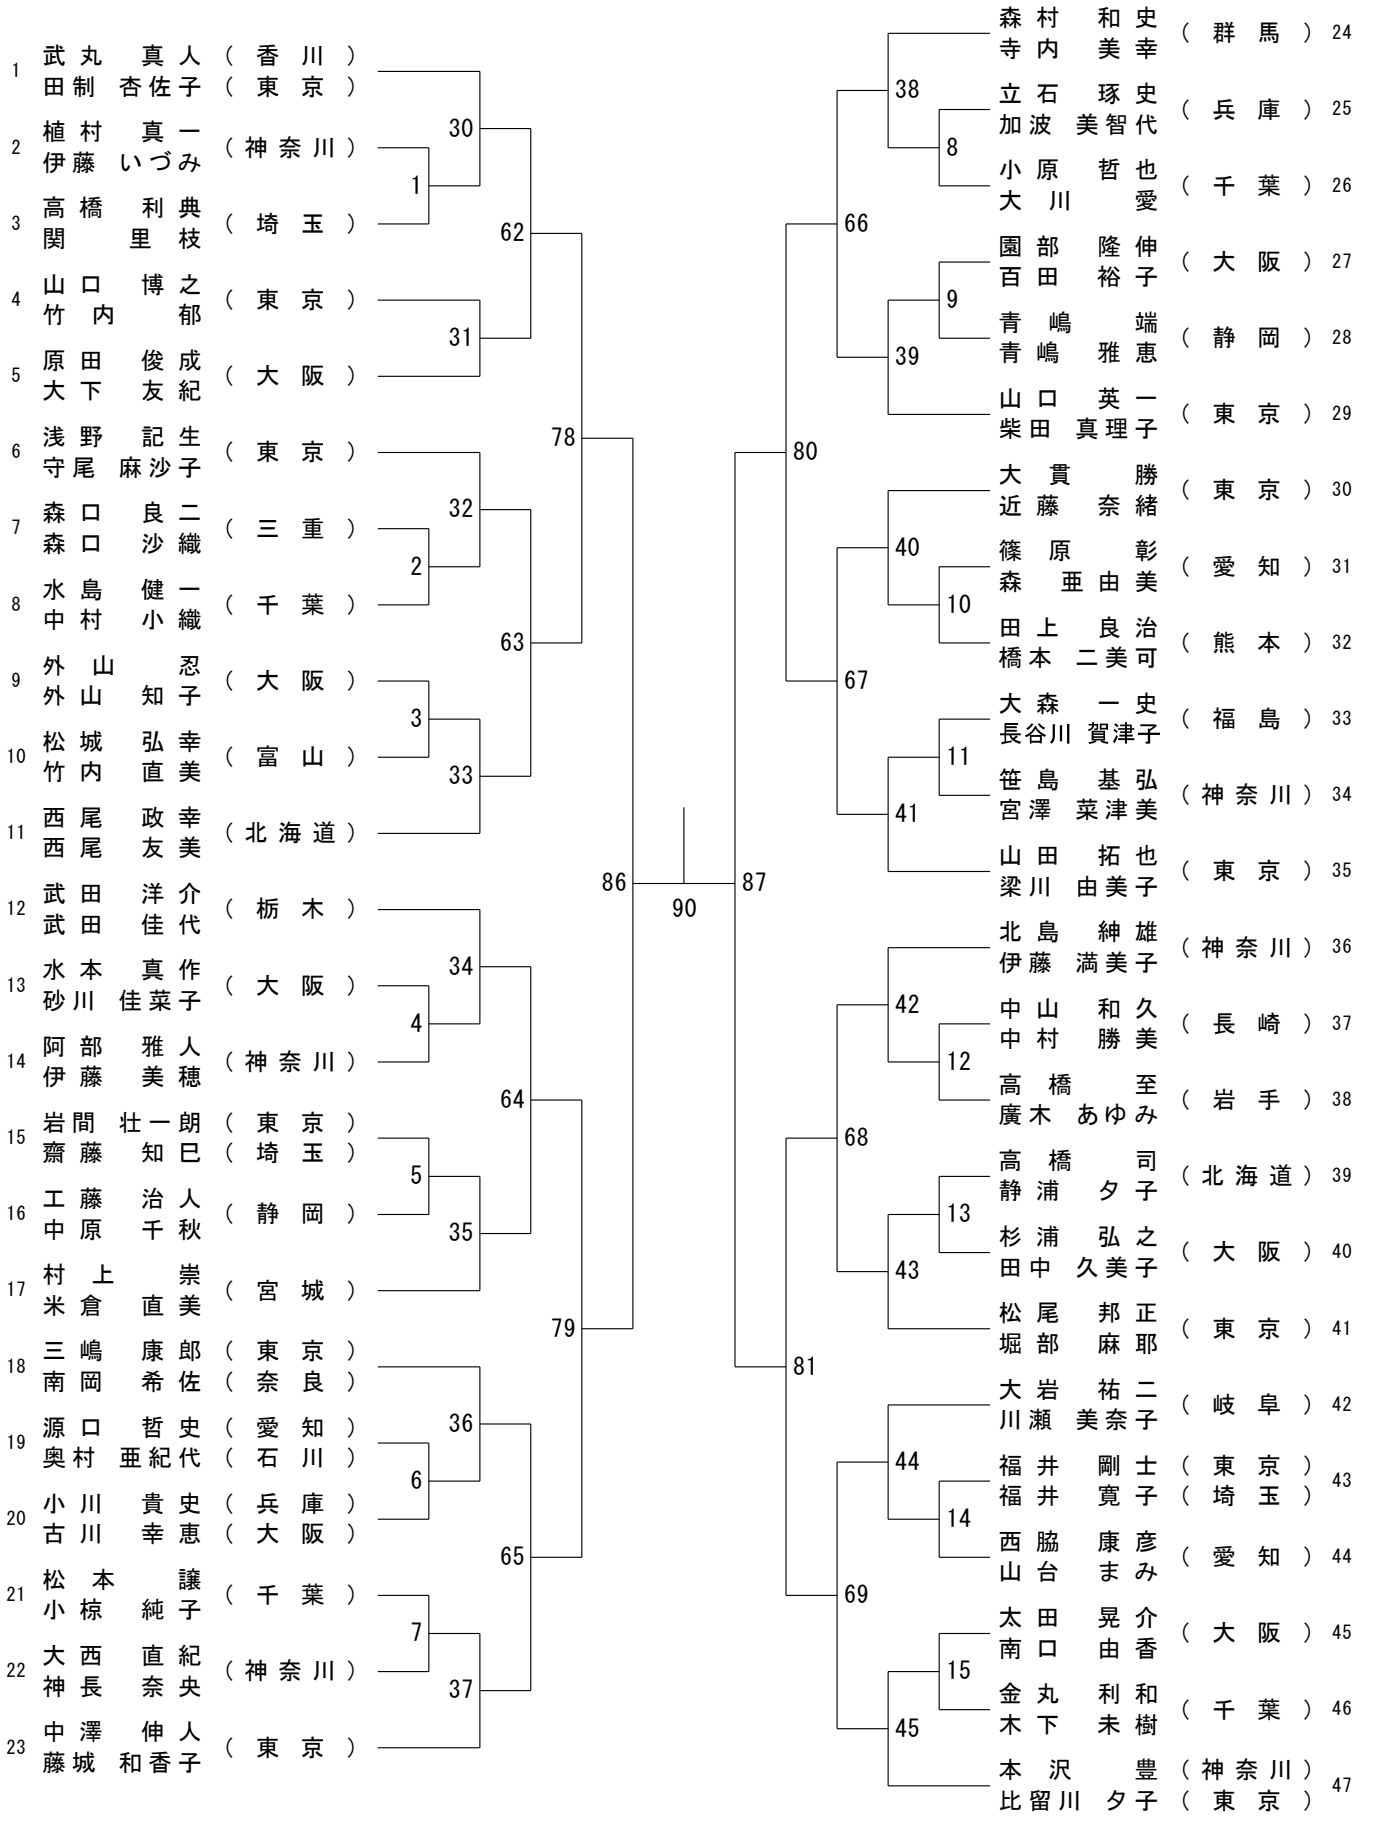 1 武丸 真人 (香川)
田制 杏佐子 (東京)
2 植村 真一 (神奈川)
伊藤 いづみ
3 高橋 利典 (埼玉)
関 里枝
4 山口 博之 (東京)
竹内 郁
5 原田 俊成 (大阪)
大下 友紀
6 浅野 記生 (東京)
守尾 麻沙子
7 森口 良二 (三重)
森口 沙織
8 水島 健一 (千葉)
中村 小織
9 外山 忍 (大阪)
外山 知子
10 松城 弘幸 (富山)
竹内 直美
11 西尾 政幸 (北海道)
西尾 友美
12 武田 洋介 (栃木)
武田 佳代
13 水本 真作 (大阪)
砂川 佳菜子
14 阿部 雅人 (神奈川)
伊藤 美穂
15 岩間 壮一朗 (東京)
齋藤 知巳 (埼玉)
16 工藤 治人 (静岡)
中原 千秋
17 村上 崇 (宮城)
米倉 直美
18 三嶋 康郎 (東京)
南岡 希佐 (奈良)
19 源口 哲史 (愛知)
奥村 亜紀代 (石川)
20 小川 貴史 (兵庫)
古川 幸恵 (大阪)
21 松本 譲 (千葉)
小椋 純子
22 大西 直紀 (神奈川)
神長 奈央
23 中澤 伸人 (東京)
藤城 和香子
1
2
3
4
5
6
7
30
31
32
33
34
35
36
37
62
63
64
65
78
79
86
90
87
80
81
66
67
68
69
38
39
40
41
42
43
44
45
8
9
10
11
12
13
14
15
森村 和史 (群馬) 24
寺内 美幸
立石 琢史 (兵庫) 25
加波 美智代
小原 哲也 (千葉) 26
大川 愛
園部 隆伸 (大阪) 27
百田 裕子
青嶋 端 (静岡) 28
青嶋 雅恵
山口 英一 (東京) 29
柴田 真理子
大貫 勝 (東京) 30
近藤 奈緒
篠原 彰 (愛知) 31
森 亜由美
田上 良治 (熊本) 32
橋本 二美可
大森 一史 (福島) 33
長谷川 賀津子
笹島 基弘 (神奈川) 34
宮澤 菜津美
山田 拓也 (東京) 35
梁川 由美子
北島 紳雄 (神奈川) 36
伊藤 満美子
中山 和久 (長崎) 37
中村 勝美
高橋 至 (岩手) 38
廣木 あゆみ
高橋 司 (北海道) 39
静浦 夕子
杉浦 弘之 (大阪) 40
田中 久美子
松尾 邦正 (東京) 41
堀部 麻耶
大岩 祐二 (岐阜) 42
川瀬 美奈子
福井 剛士 (東京) 43
福井 寛子 (埼玉)
西脇 康彦 (愛知) 44
山台 まみ
太田 晃介 (大阪) 45
南口 由香
金丸 利和 (千葉) 46
木下 未樹
本沢 豊 (神奈川) 47
比留川 夕子 (東京)